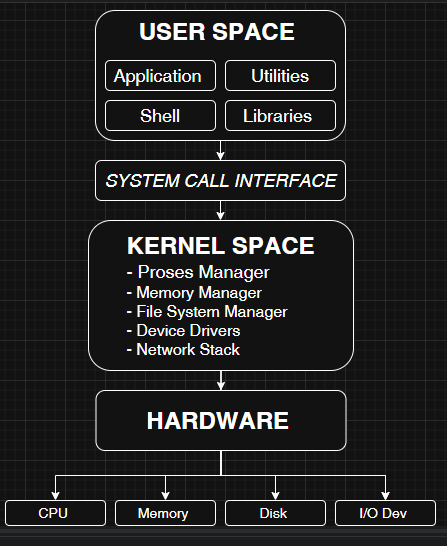 USER SPACE
Application
Utilities
Shell
Libraries
SYSTEM CALL INTERFACE
KERNEL SPACE
- Proses Manager
- Memory Manager
- File System Manager
- Device Drivers
- Network Stack
HARDWARE
CPU
Memory
Disk
I/O Dev